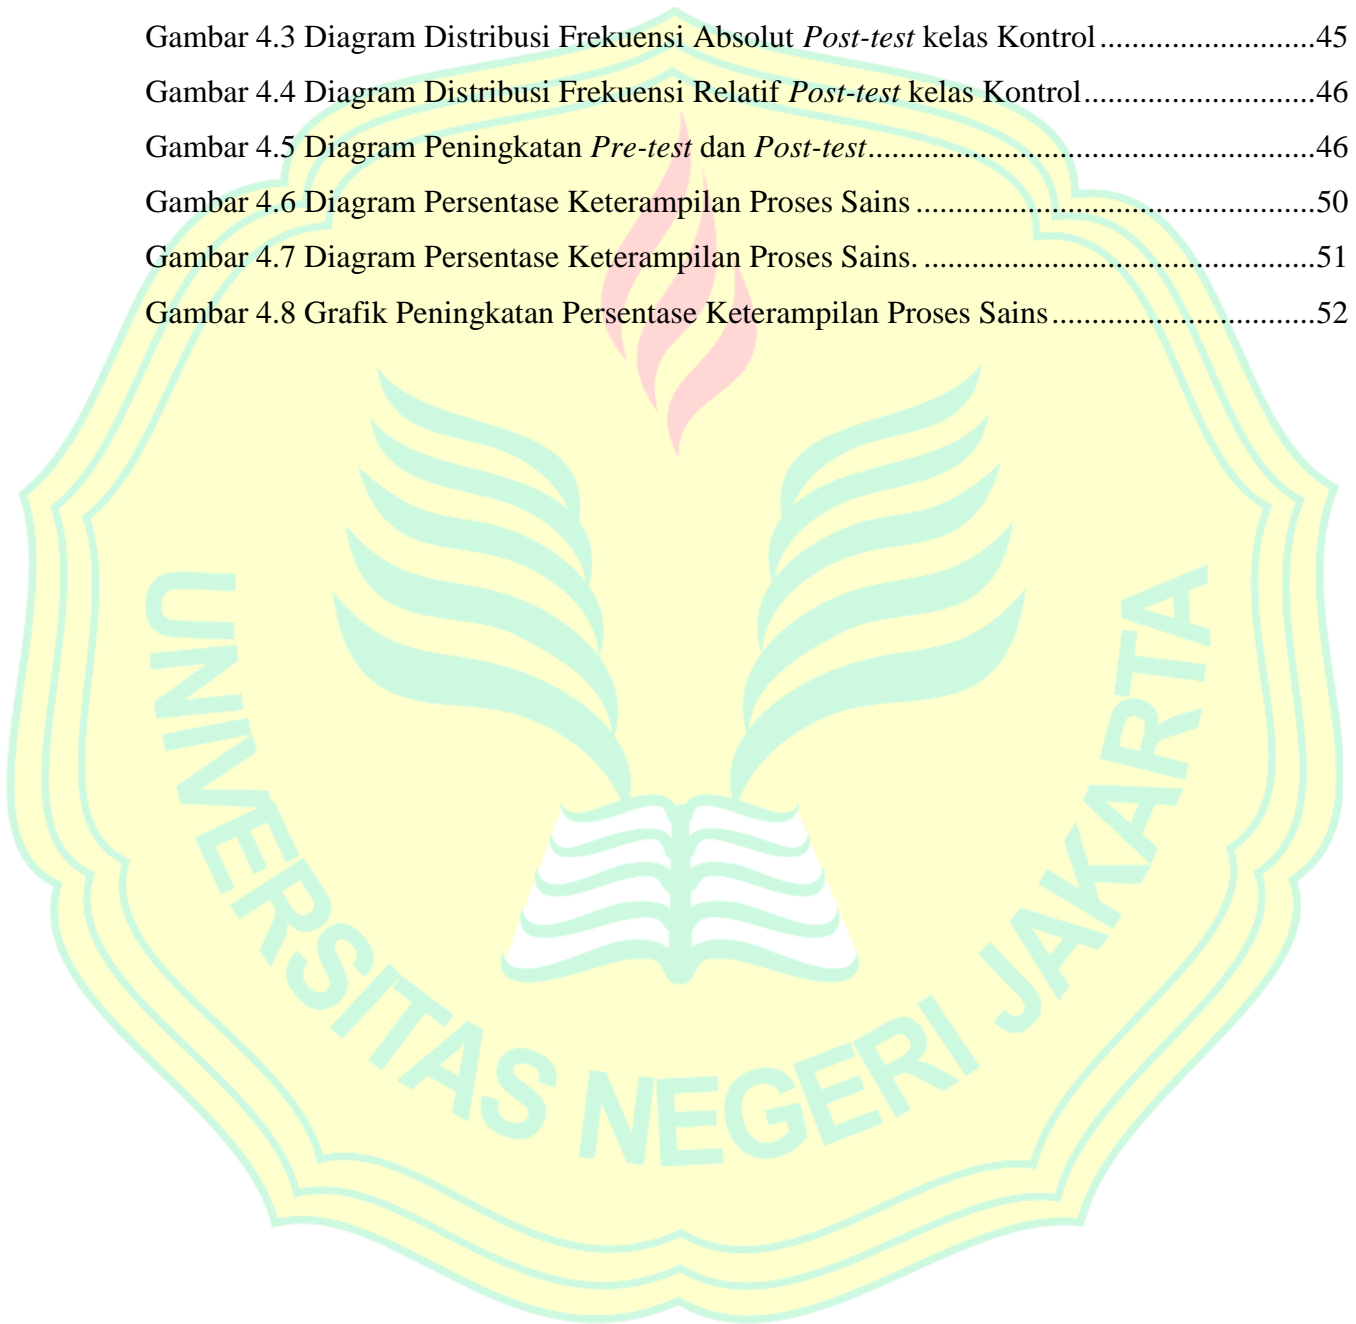 Gambar 4.3 Diagram Distribusi Frekuensi Absolut Post-test kelas Kontrol...........................45
Gambar 4.4 Diagram Distribusi Frekuensi Relatif Post-test kelas Kontrol.............................46
Gambar 4.5 Diagram Peningkatan Pre-test dan Post-test........................................................46
Gambar 4.6 Diagram Persentase Keterampilan Proses Sains ..................................................50
Gambar 4.7 Diagram Persentase Keterampilan Proses Sains. .................................................51
Gambar 4.8 Grafik Peningkatan Persentase Keterampilan Proses Sains.................................52
UNIVERSITAS NEGERI JAKARTA